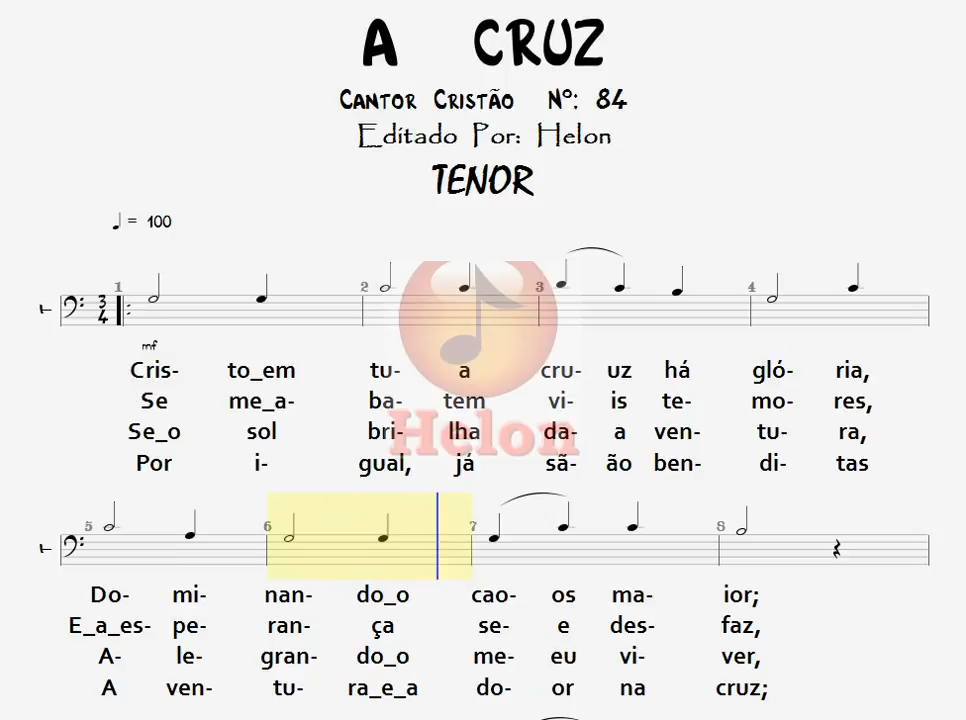 A CRUZ
Cantor Cristão Nº: 84
Editado Por: Helon
TENOR
♩ = 100
1 2 3 4
T 3 4
mf
Cris- to_em tu- a cru- uz há gló- ria,
Se me_a- ba- tem vi- is te- mo- res,
Se_o sol bri- lha da- a ven- tu- ra,
Por i- gual, já sã- ão ben- di- tas
Helon
5 6 7 8
T
Do- mi- nan- do_o cao- os ma- ior;
E_a_es- pe- ran- ça se- e des- faz,
A- le- gran- do_o me- eu vi- ver,
A ven- tu- ra_e_a do- or na cruz;